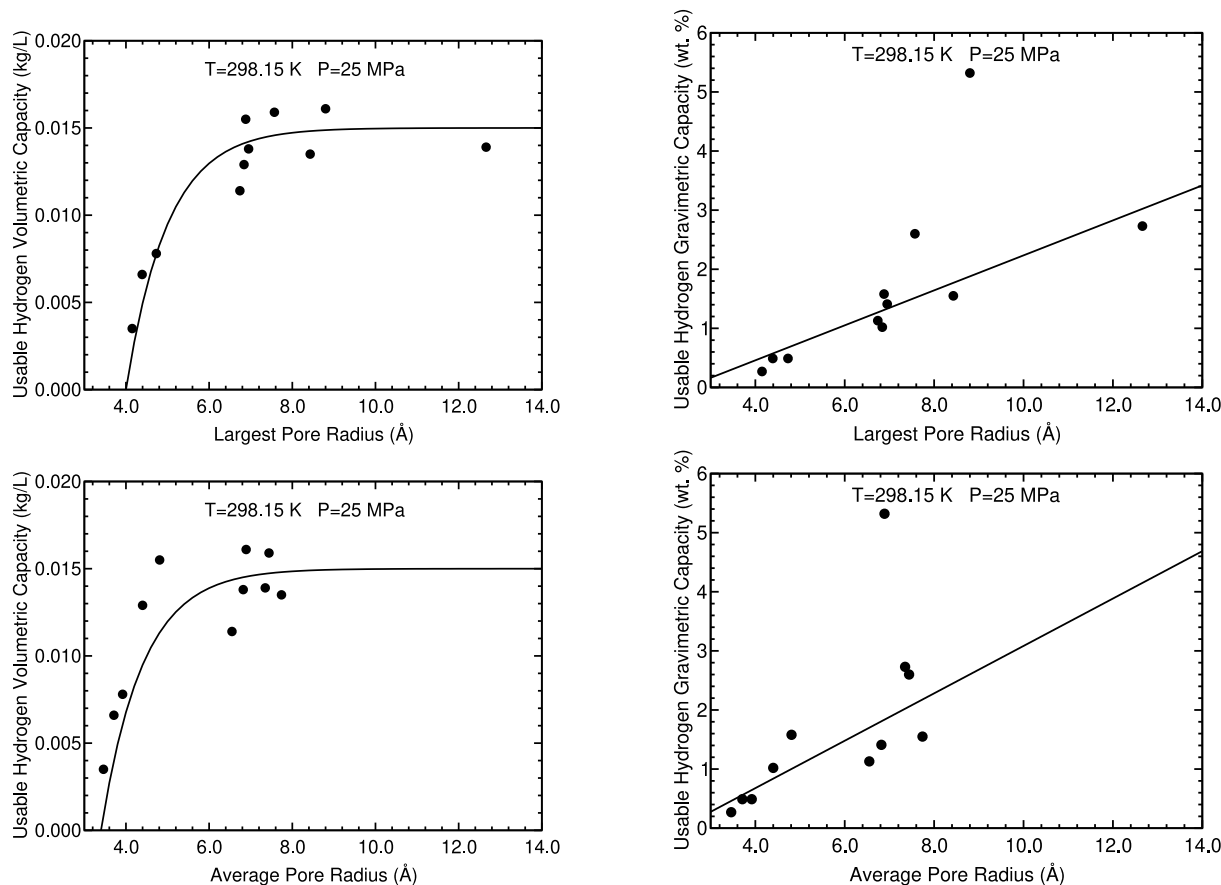 Usable Hydrogen Volumetric Capacity (kg/L)
0.020
0.015
0.010
0.005
0.000
T=298.15 K P=25 MPa
4.0 6.0 8.0 10.0 12.0 14.0
Largest Pore Radius (Å)
Usable Hydrogen Gravimetric Capacity (wt. %)
6
5
4
3
2
1
0
T=298.15 K P=25 MPa
4.0 6.0 8.0 10.0 12.0 14.0
Largest Pore Radius (Å)
Usable Hydrogen Volumetric Capacity (kg/L)
0.020
0.015
0.010
0.005
0.000
T=298.15 K P=25 MPa
4.0 6.0 8.0 10.0 12.0 14.0
Average Pore Radius (Å)
Usable Hydrogen Gravimetric Capacity (wt. %)
6
5
4
3
2
1
0
T=298.15 K P=25 MPa
4.0 6.0 8.0 10.0 12.0 14.0
Average Pore Radius (Å)